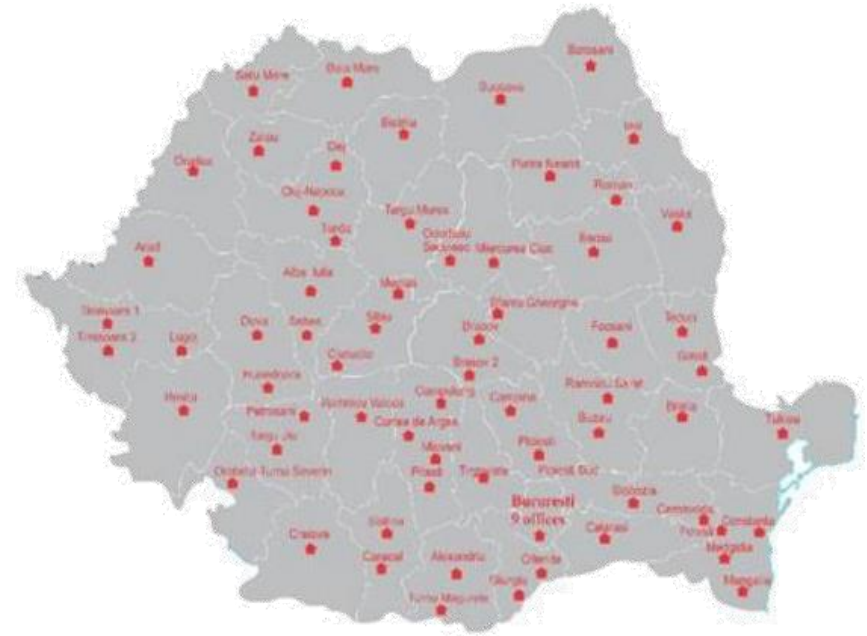 Botosani
Satu Mare
Baia Mare
Suceava
Bistrita
Iasi
Zalau
Dej
Oradea
Piatra Neamt
Roman
Cluj-Napoca
Targu Mures
Vaslui
Turda
Odorheiu
Secuiesc
Miercurea Ciuc
Bacau
Arad
Alba Iulia
Medias
Sfantu Gheorghe
Timisoara 1
Deva
Sebes
Sibiu
Brasov
Focsani
Tecuci
Timisoara 2
Lugoj
Cisnadie
Galati
Brasov 2
Hunedoara
Ramnicu Sarat
Resita
Campulung
Campina
Petrosani
Ramnicu Valcea
Braila
Buzau
Tulcea
Curtea de Arges
Targu Jiu
Mioveni
Ploiesti
Drobeta-Turnu Severin
Pitesti
Targoviste
Ploiesti Sud
Slobozia
Bucuresti
9 offices
Cernavoda
Constanta
Slatina
Craiova
Calarasi
Medgidia
Caracal
Alexandria
Oltenita
Giurgiu
Mangalia
Turnu Magurele